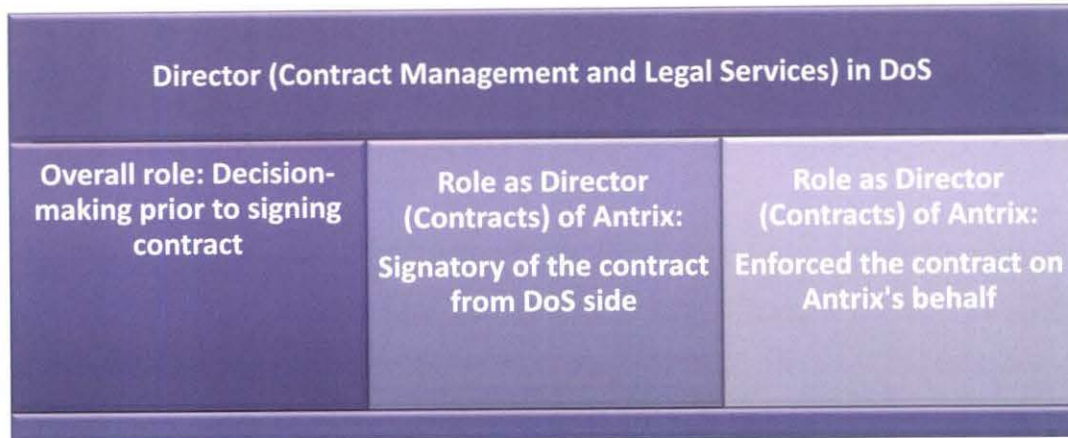 Director (Contract Management and Legal Services) in DoS
Overall role: Decision-
making prior to signing
contract
Role as Director
(Contracts) of Antrix:
Signatory of the contract
from DoS side
Role as Director
(Contracts) of Antrix:
Enforced the contract on
Antrix's behalf